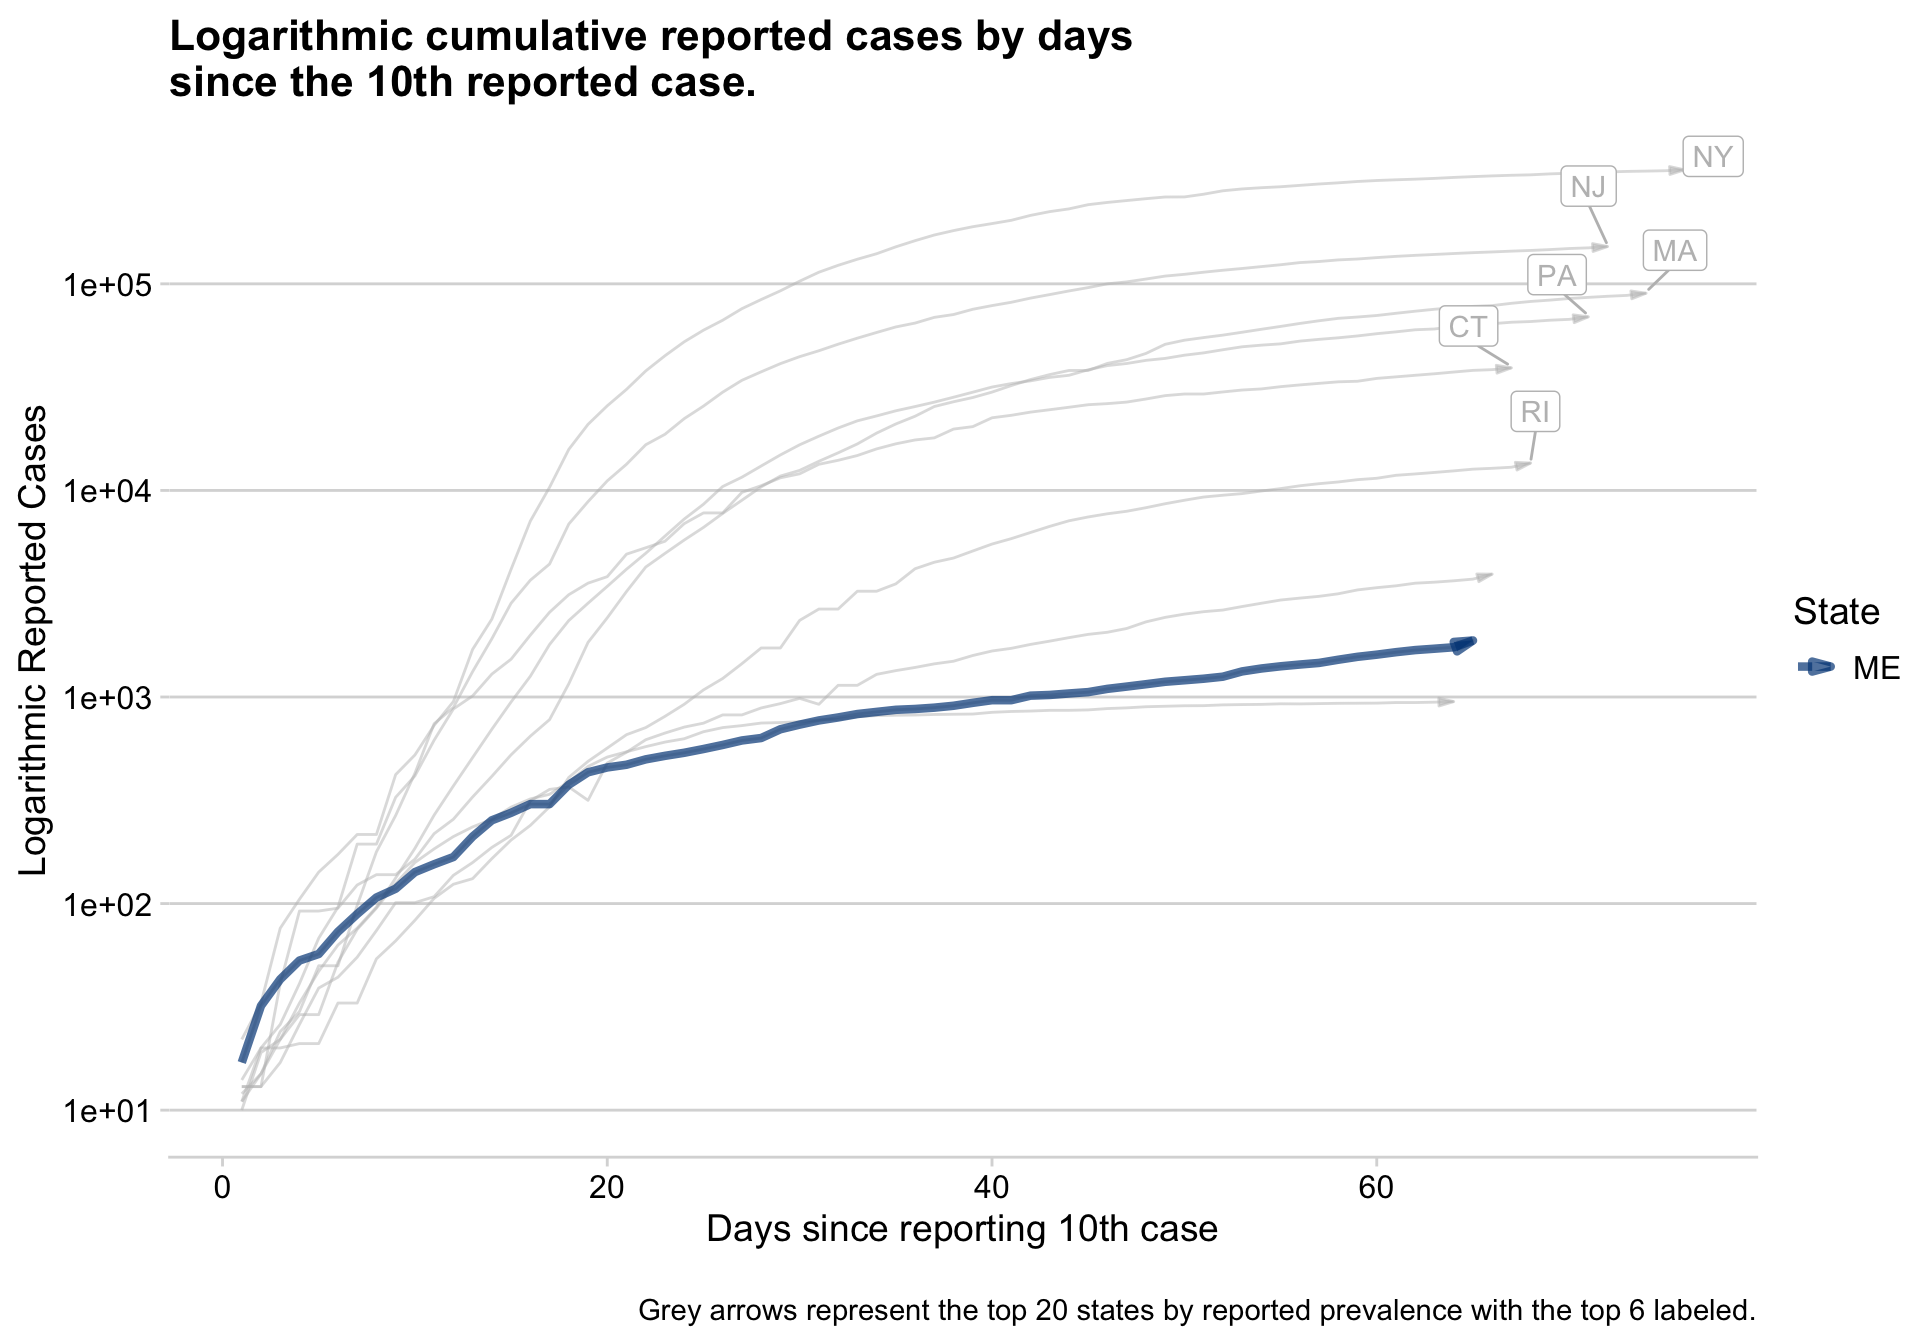 Logarithmic cumulative reported cases by days
since the 10th reported case.
NY
NJ
MA
PA
CT
RI
1e+05
1e+04
1e+03
1e+02
1e+01
Logarithmic Reported Cases
State
ME
0 20 40 60
Days since reporting 10th case
Grey arrows represent the top 20 states by reported prevalence with the top 6 labeled.